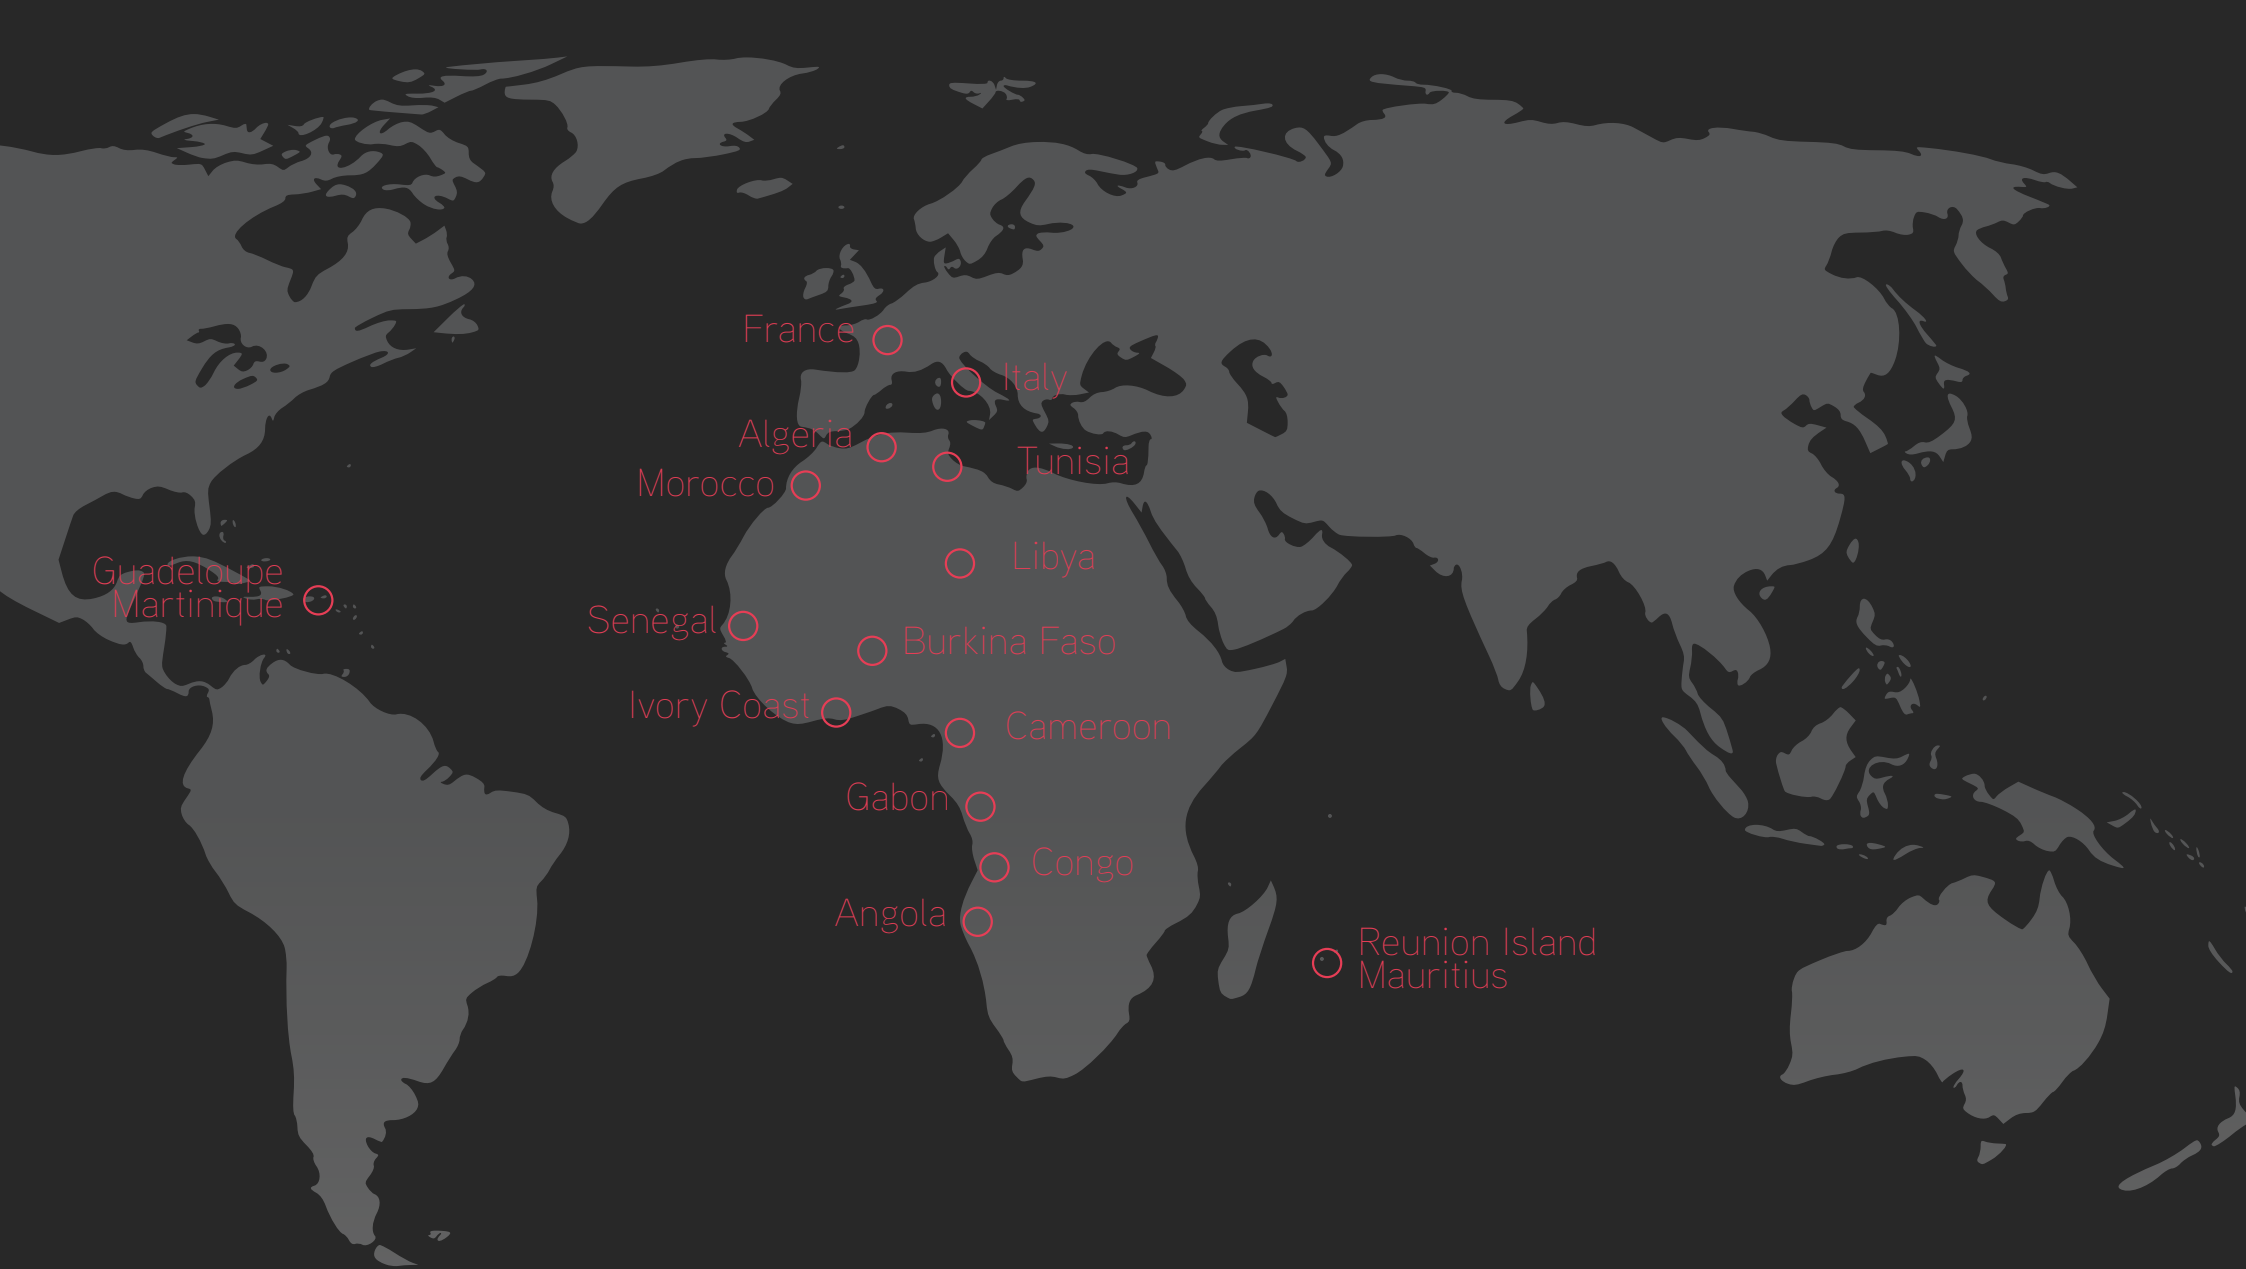 France
Italy
Algeria
Tunisia
Morocco
Libya
Guadeloupe
Martinique
Senègal
Burkina Faso
Ivory Coast
Cameroon
Gabon
Congo
Angola
Reunion Island
Mauritius